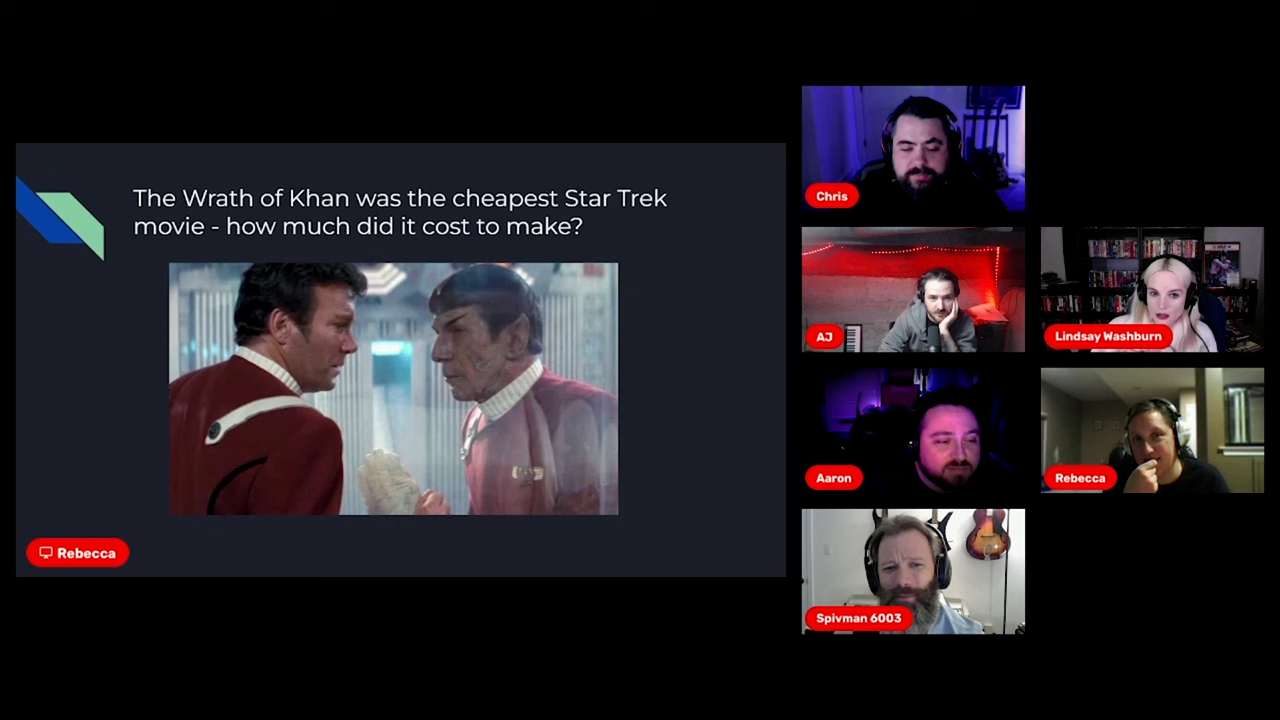 The Wrath of Khan was the cheapest Star Trek
movie - how much did it cost to make?
Rebecca
Chris
AJ
Lindsay Washburn
Aaron
Rebecca
Spivman 6003